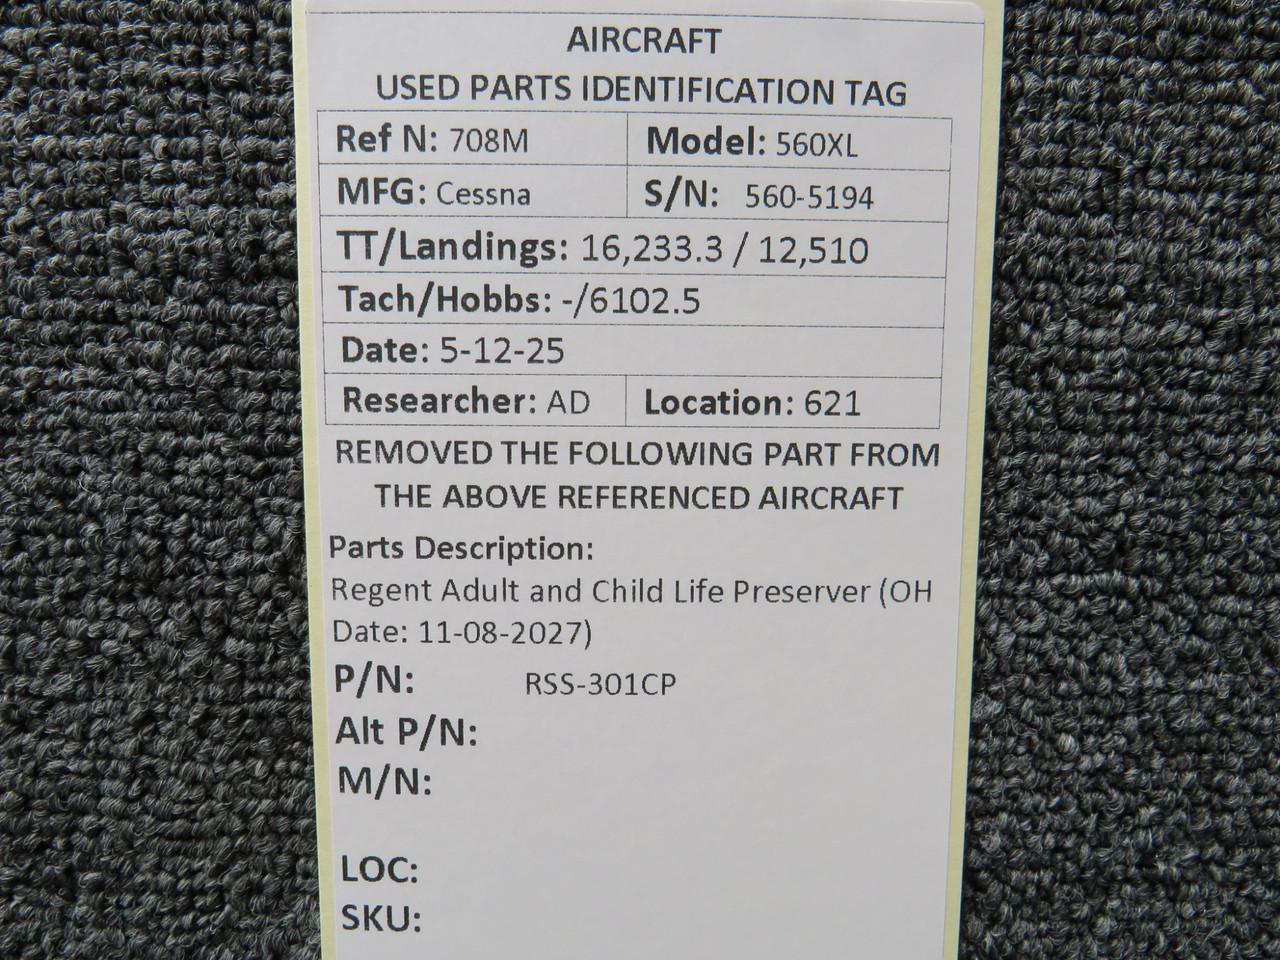 AIRCRAFT
USED PARTS IDENTIFICATION TAG
Ref N: 708M Model: 560XL
MFG: Cessna S/N: 560-5194
TT/Landings: 16,233.3 / 12,510
Tach/Hobbs: -/6102.5
Date: 5-12-25
Researcher: AD Location: 621
REMOVED THE FOLLOWING PART FROM
THE ABOVE REFERENCED AIRCRAFT
Parts Description:
Regent Adult and Child Life Preserver (OH
Date: 11-08-2027)
P/N: RSS-301CP
Alt P/N:
M/N:
LOC:
SKU: